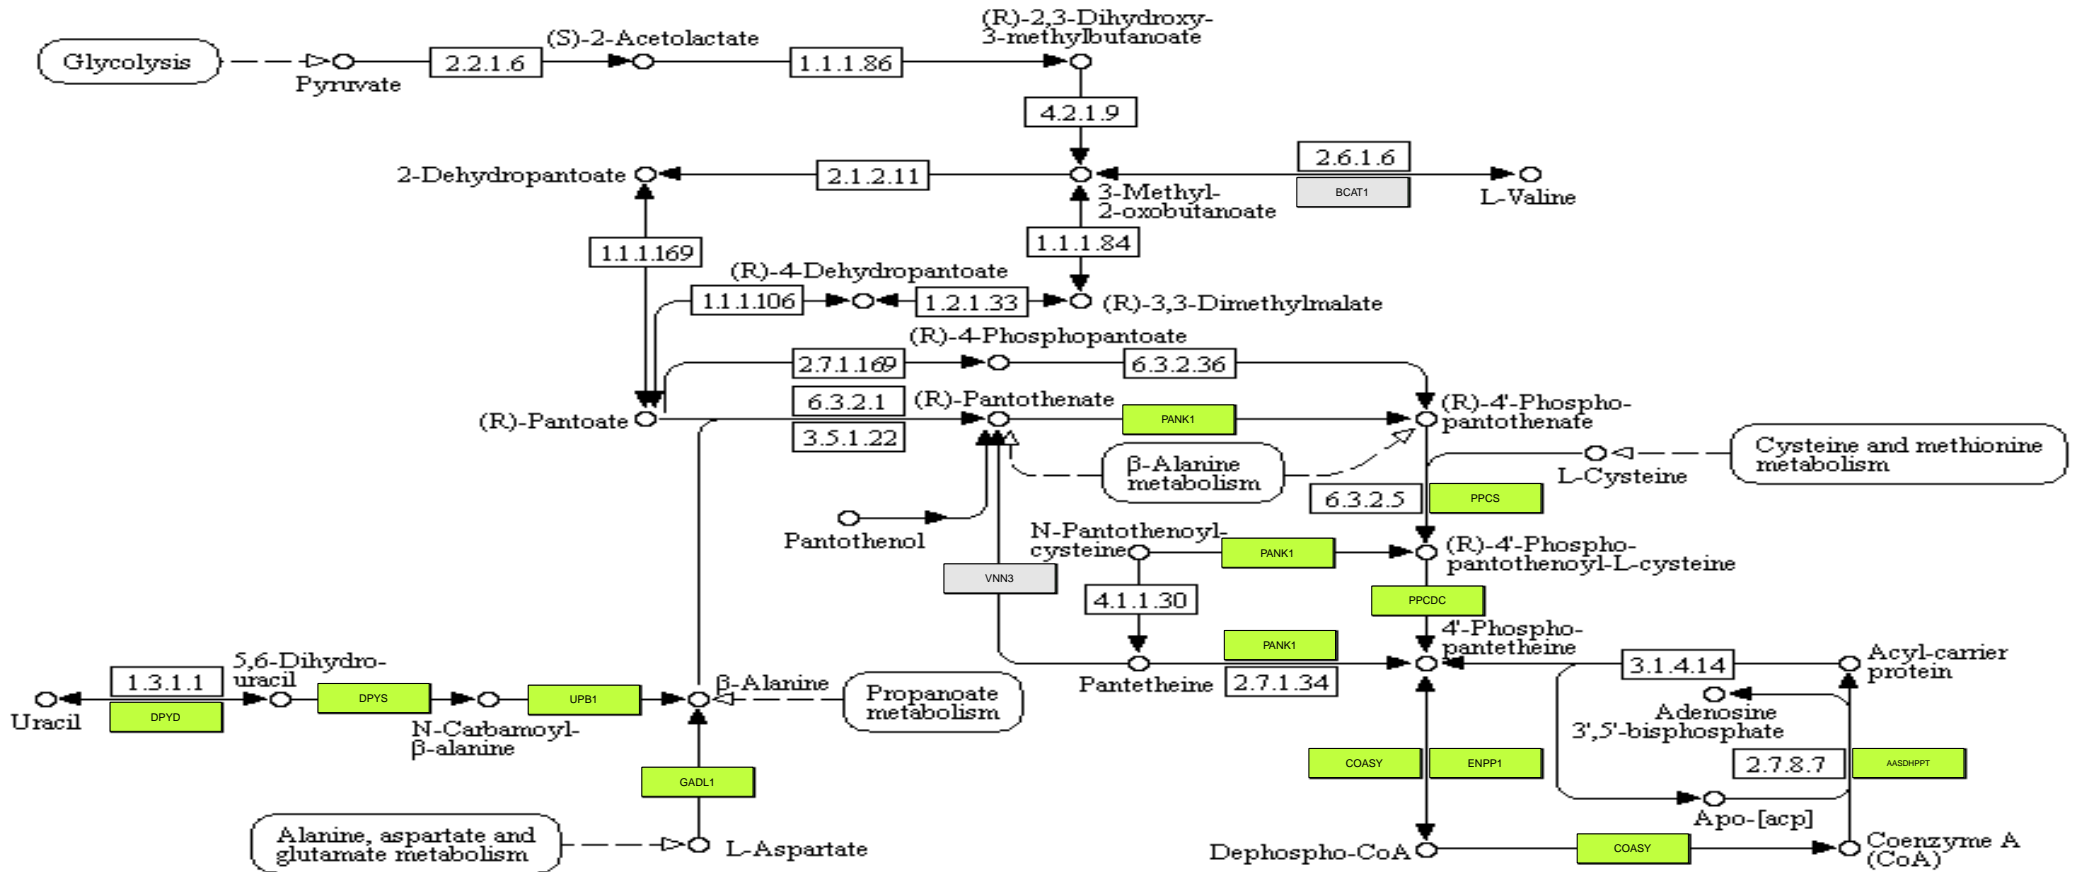 (R)-2,3-Dihydroxy-
3-methylbutanoate
(S)-2-Acetolactate
Glycolysis
2.2.1.6
1.1.1.86
Pyruvate
4.2.1.9
2.6.1.6
2-Dehydropantoate
2.1.2.11
BCAT1
3-Methyl-
2-oxobutanoate
L-Valine
1.1.1.169
1.1.1.84
(R)-4-Dehydropantoate
1.1.1.106
1.2.1.33
(R)-3,3-Dimethylmalate
(R)-4-Phosphopantoate
2.7.1.169
6.3.2.36
6.3.2.1
(R)-Pantothenate
(R)-4'-Phospho-
pantothenate
(R)-Pantoate
PANK1
3.5.1.22
β-Alanine
metabolism
Cysteine and methionine
metabolism
L-Cysteine
6.3.2.5
PPCS
Pantothenol
N-Pantothenoyl-
cysteine
PANK1
(R)-4'-Phospho-
pantothenoyl-L-cysteine
VNN3
4.1.1.30
PPCDC
4'-Phospho-
pantetheine
PANK1
3.1.4.14
Acyl-carrier
protein
5,6-Dihydro-
uracil
1.3.1.1
Pantetheine
2.7.1.34
DPYS
UPB1
β-Alanine
Propanoate
metabolism
Uracil
DPYD
N-Carbamoyl-
β-alanine
Adenosine
3',5'-bisphosphate
COASY
ENPP1
2.7.8.7
AASDHPPT
GADL1
Apo-[acp]
Alanine, aspartate and
glutamate metabolism
L-Aspartate
Dephospho-CoA
COASY
Coenzyme A
(CoA)